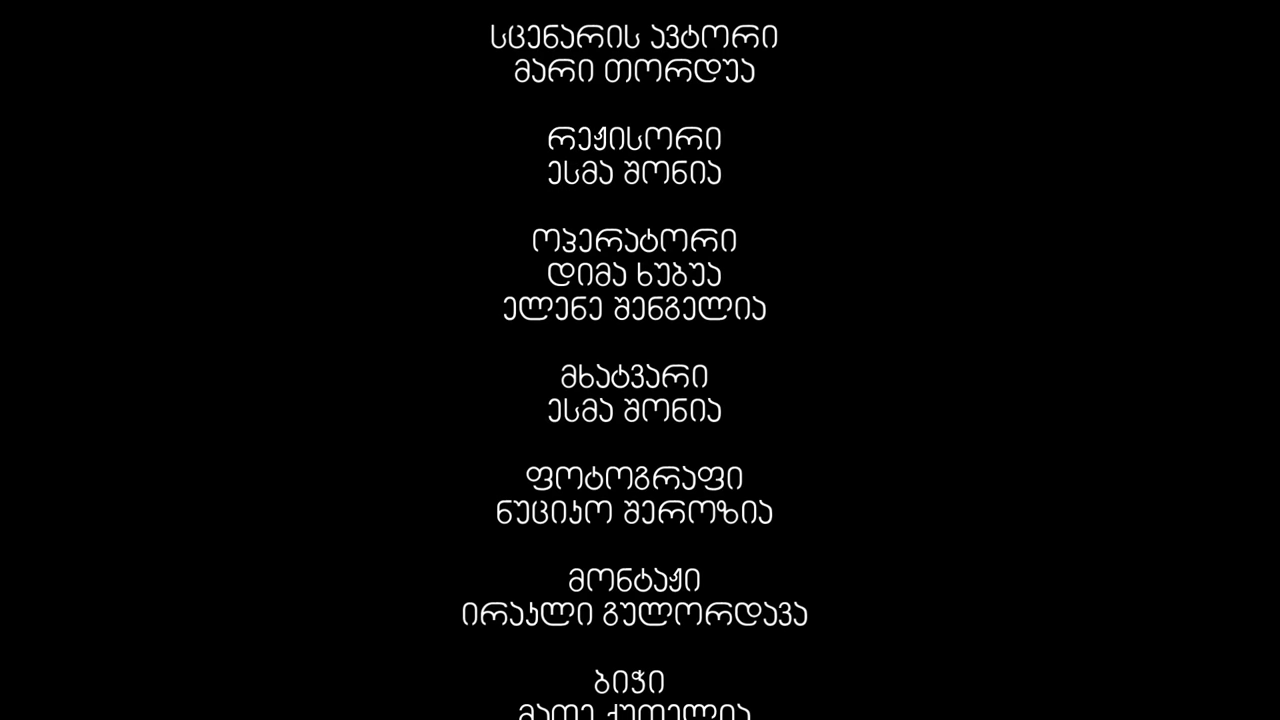 სცენარის ავტორი
მარი თორდუა
რეჟისორი
ესმა შონია
ოპერატორი
დიმა ხუბუა
ელენე შენგელია
მხატვარი
ესმა შონია
ფოტოგრაფი
ნუციკო შეროზია
მონტაჟი
ირაკლი გულორდავა
ბიჭი